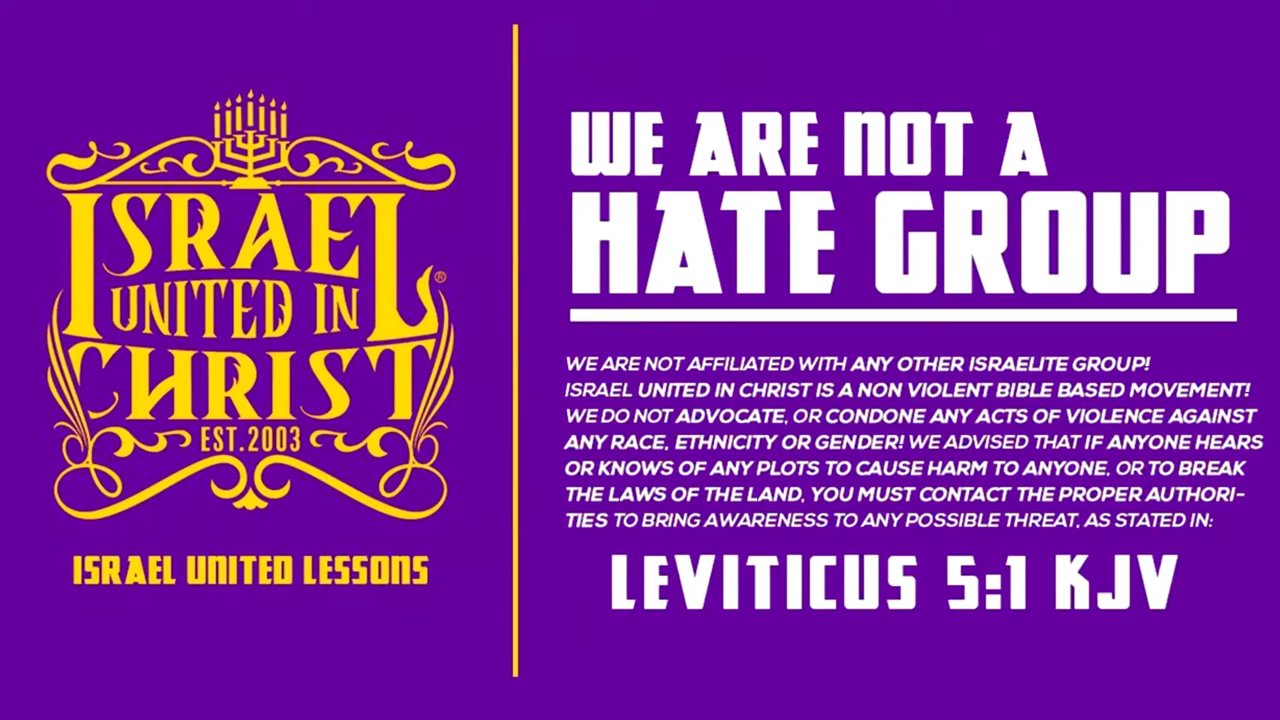 ISRAEL
UNITED IN
CHRIST
®
EST.2003
ISRAEL UNITED LESSONS
WE ARE NOT A
HATE GROUP
WE ARE NOT AFFILIATED WITH ANY OTHER ISRAELITE GROUP!
ISRAEL UNITED IN CHRIST IS A NON VIOLENT BIBLE BASED MOVEMENT!
WE DO NOT ADVOCATE, OR CONDONE ANY ACTS OF VIOLENCE AGAINST
ANY RACE, ETHNICITY OR GENDER! WE ADVISED THAT IF ANYONE HEARS
OR KNOWS OF ANY PLOTS TO CAUSE HARM TO ANYONE, OR TO BREAK
THE LAWS OF THE LAND, YOU MUST CONTACT THE PROPER AUTHORI-
TIES TO BRING AWARENESS TO ANY POSSIBLE THREAT, AS STATED IN:
LEVITICUS 5:1 KJV